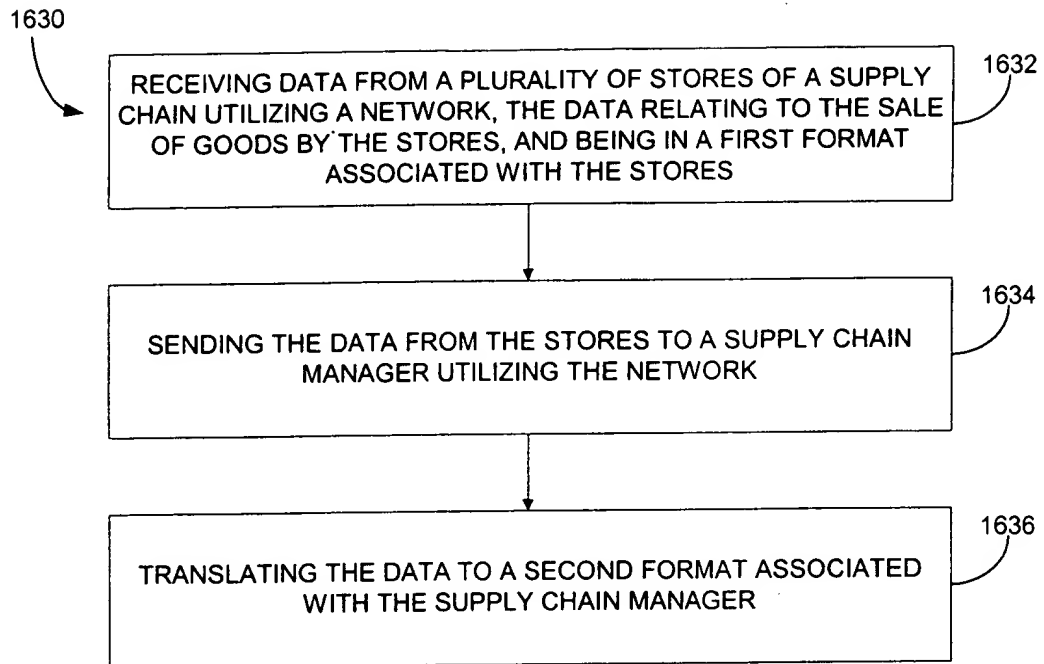 1630
RECEIVING DATA FROM A PLURALITY OF STORES OF A SUPPLY
CHAIN UTILIZING A NETWORK, THE DATA RELATING TO THE SALE
OF GOODS BY THE STORES, AND BEING IN A FIRST FORMAT
ASSOCIATED WITH THE STORES
1632
SENDING THE DATA FROM THE STORES TO A SUPPLY CHAIN
MANAGER UTILIZING THE NETWORK
1634
TRANSLATING THE DATA TO A SECOND FORMAT ASSOCIATED
WITH THE SUPPLY CHAIN MANAGER
1636